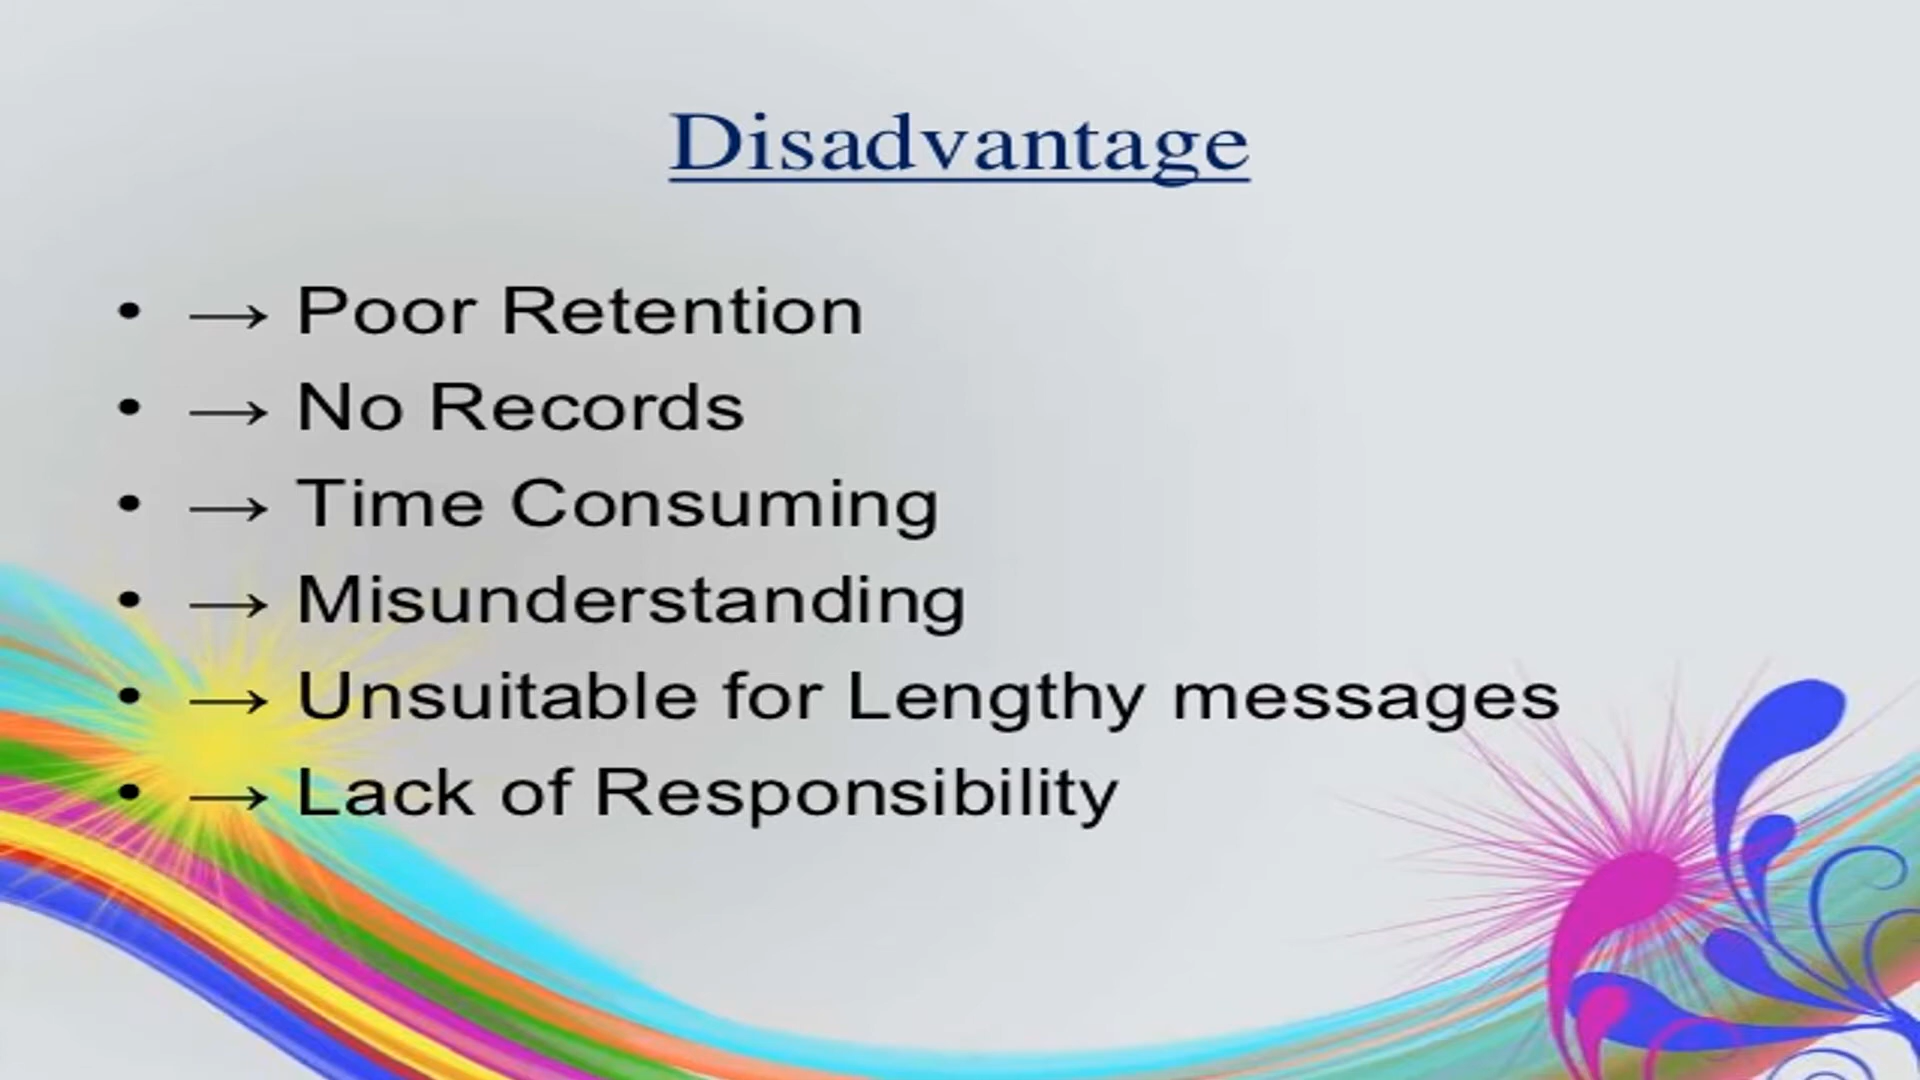 Disadvantage
• → Poor Retention
• → No Records
• → Time Consuming
• → Misunderstanding
• → Unsuitable for Lengthy messages
• → Lack of Responsibility